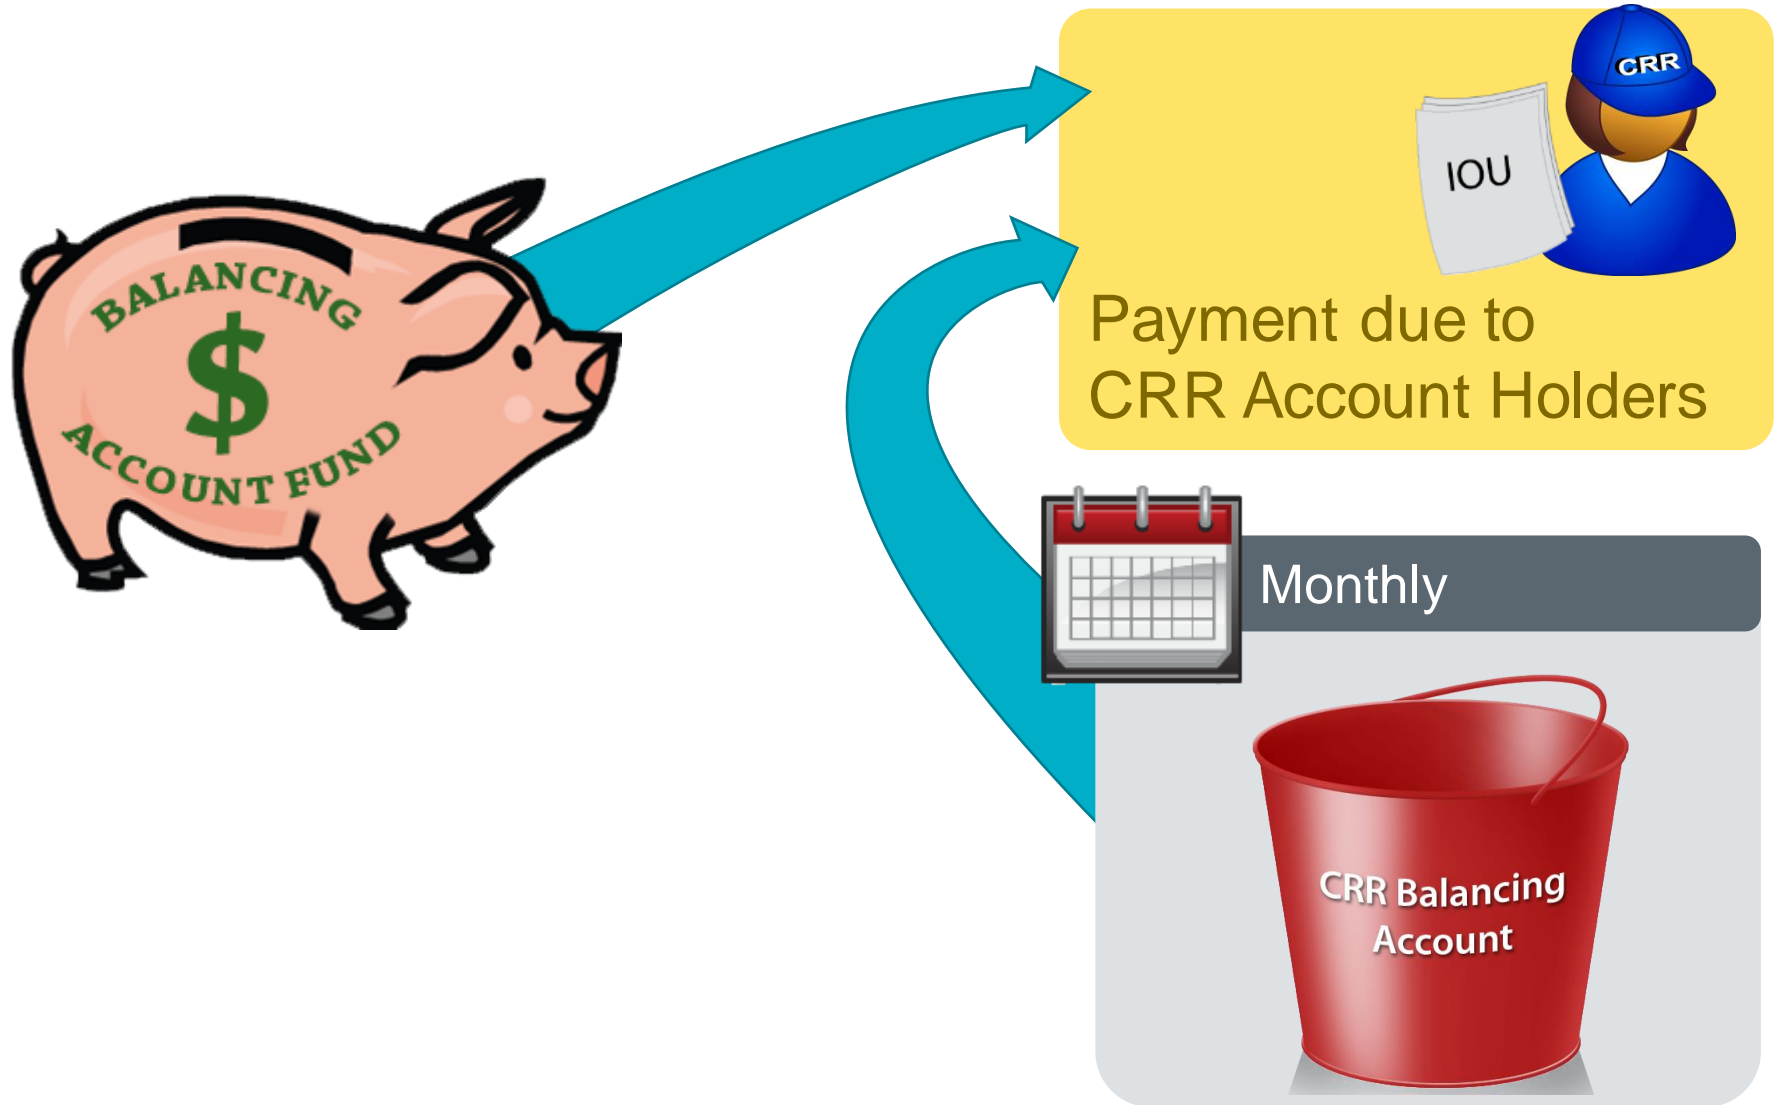 BALANCING
$
ACCOUNT FUND
CRR
IOU
Payment due to
CRR Account Holders
Monthly
CRR Balancing
Account